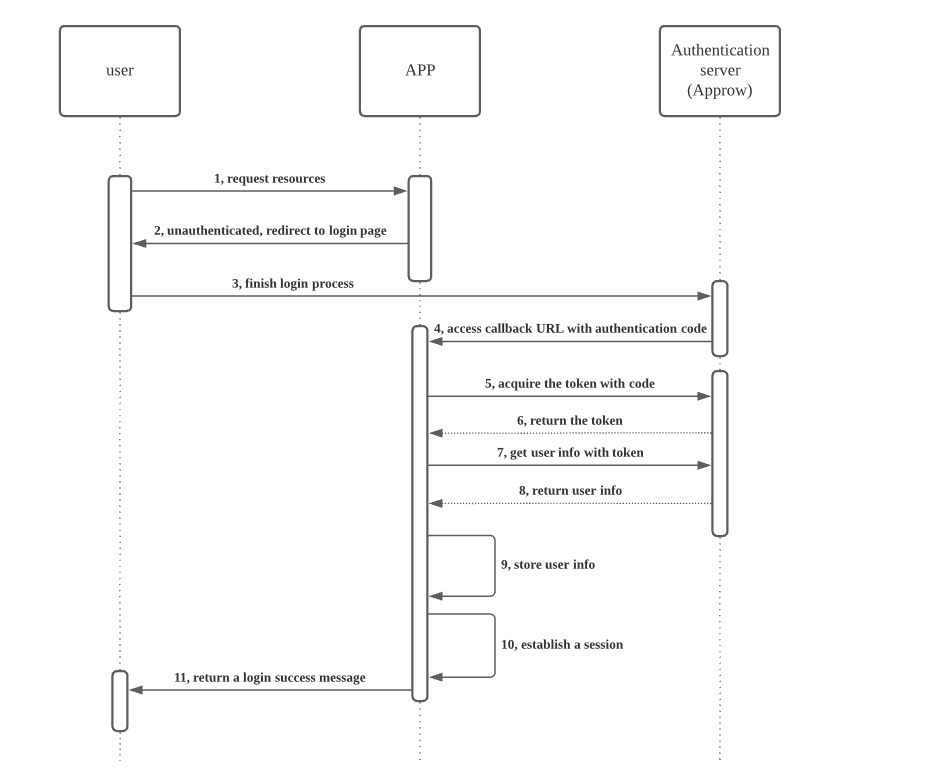 user
APP
Authentication
server
(Approw)
1, request resources
2, unauthenticated, redirect to login page
3, finish login process
4, access callback URL with authentication code
5, acquire the token with code
6, return the token
7, get user info with token
8, return user info
9, store user info
10, establish a session
11, return a login success message